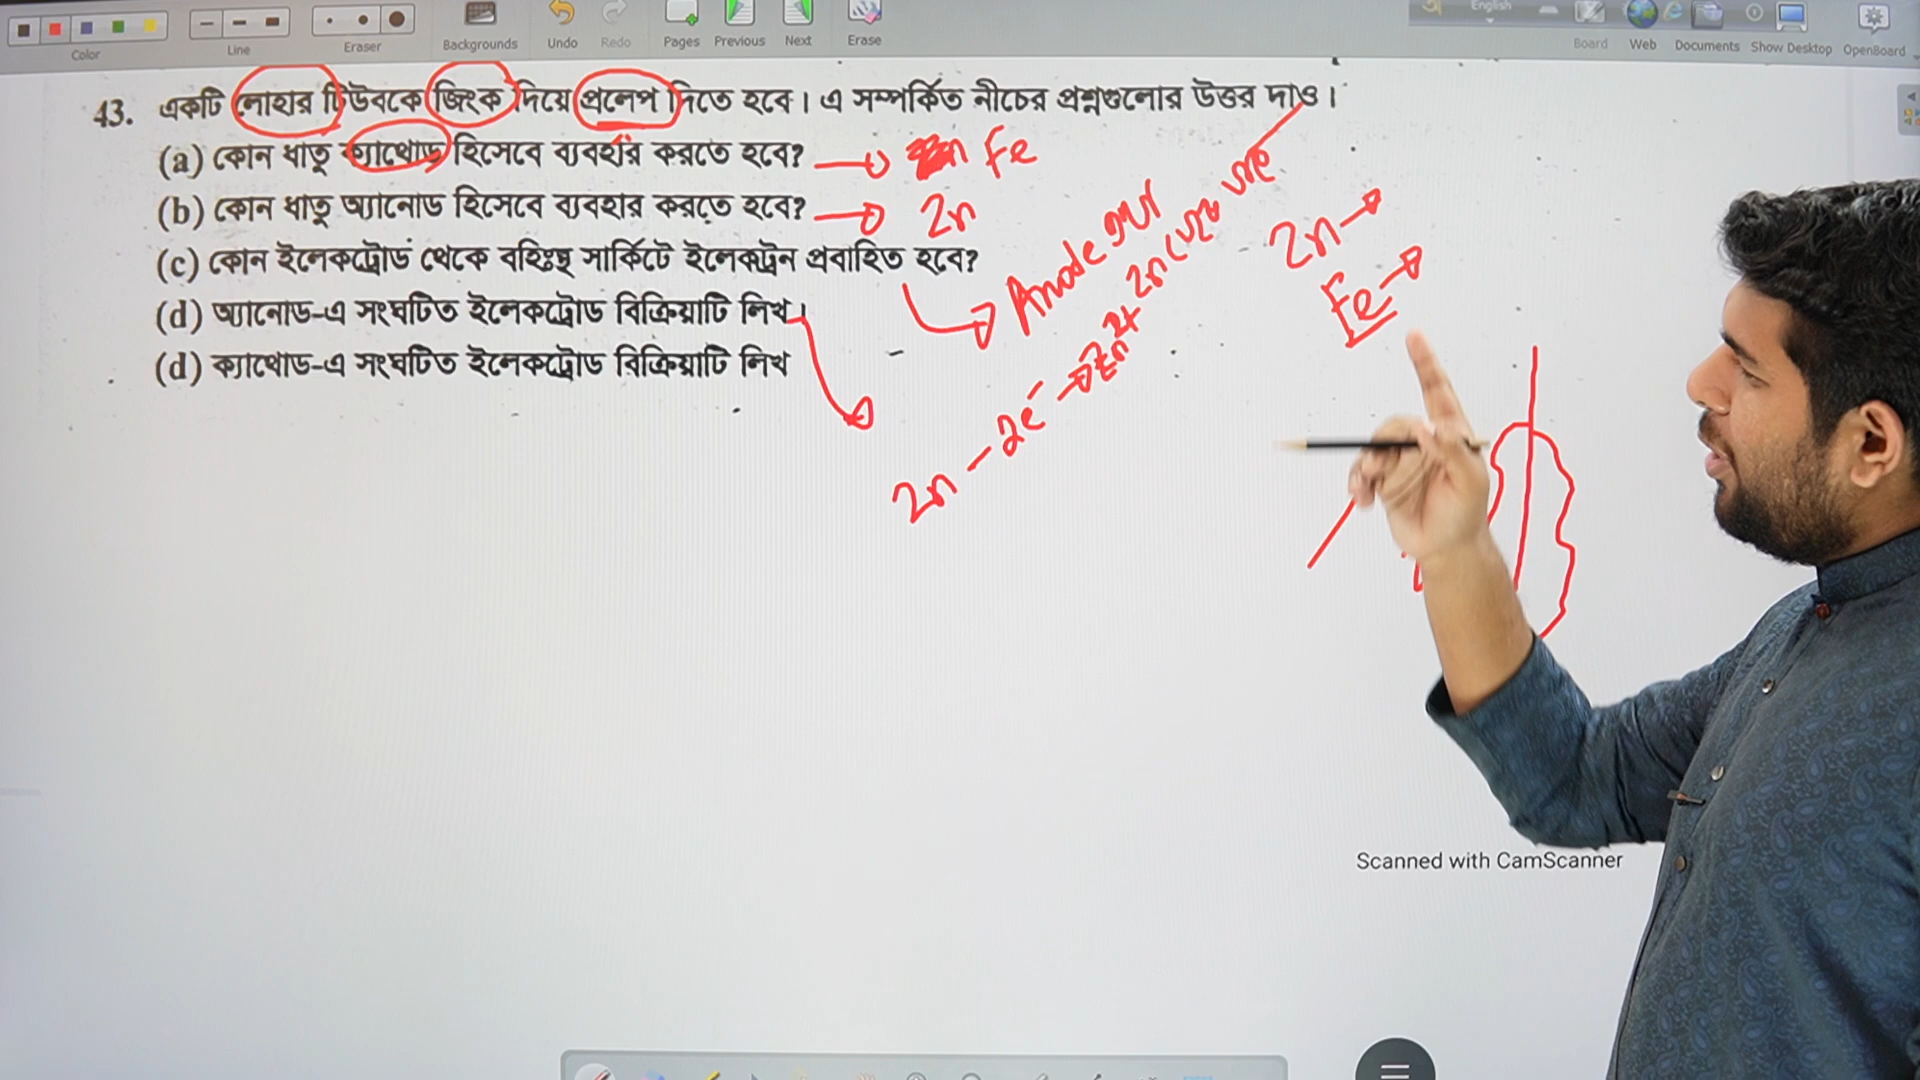 Color
Line
Eraser
Backgrounds
Undo
Redo
Pages
Previous
Next
Erase
English
Board
Web
Documents
Show Desktop
OpenBoard
43. একটি লোহার টিউবকে জিংক দিয়ে প্রলেপ দিতে হবে। এ সম্পর্কিত নীচের প্রশ্নগুলোর উত্তর দাও।
(a) কোন ধাতু ক্যাথোড হিসেবে ব্যবহার করতে হবে? Fe
(b) কোন ধাতু অ্যানোড হিসেবে ব্যবহার করতে হবে? Zn
(c) কোন ইলেকট্রোড থেকে বহিঃস্থ সার্কিটে ইলেকট্রন প্রবাহিত হবে?
(d) অ্যানোড-এ সংঘটিত ইলেকট্রোড বিক্রিয়াটি লিখ।
(d) ক্যাথোড-এ সংঘটিত ইলেকট্রোড বিক্রিয়াটি লিখ
Anode
Zn
Zn →
Fe →
Zn - 2e⁻ → Zn²⁺
Scanned with CamScanner